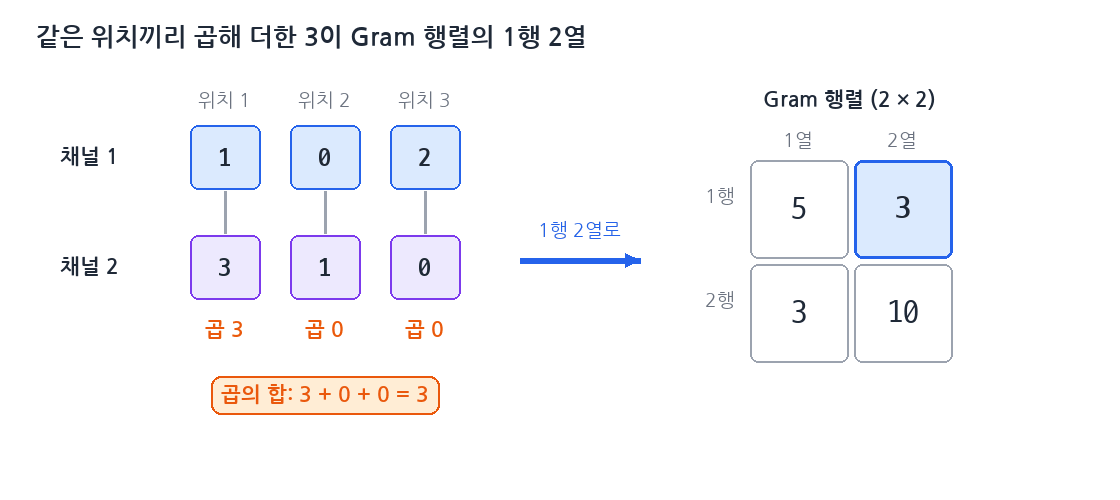 같은 위치끼리 곱해 더한 3이 Gram 행렬의 1행 2열
위치 1 위치 2 위치 3
채널 1 1 0 2
채널 2 3 1 0
곱 3 곱 0 곱 0
곱의 합: 3 + 0 + 0 = 3
1행 2열로
Gram 행렬 (2 × 2)
1열 2열
1행 5 3
2행 3 10